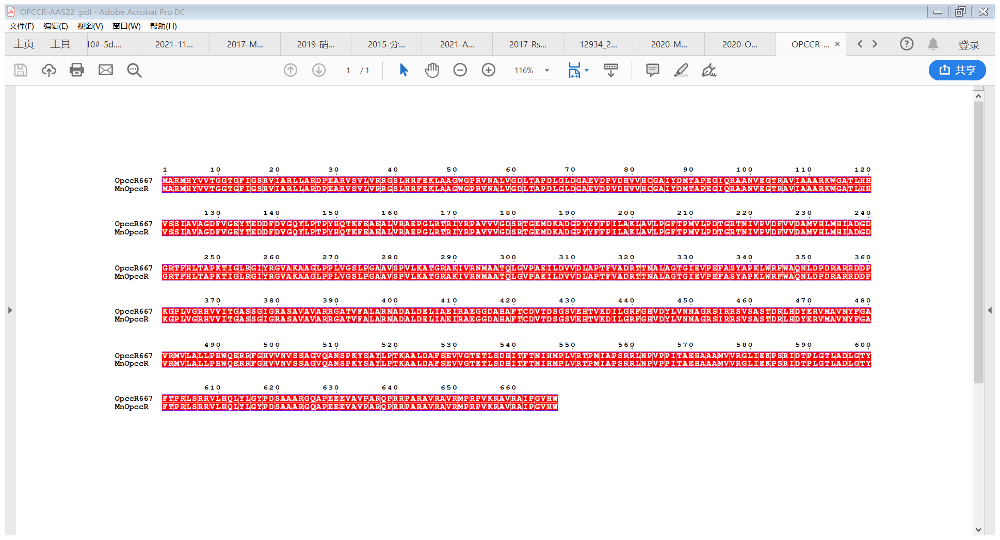 OPCCR-AAS22 .pdf - Adobe Acrobat Pro DC
文件(F) 编辑(E) 视图(V) 窗口(W) 帮助(H)
主页 工具 10#-5d.... 2021-11... 2017-M... 2019-硝... 2015-分... 2021-A... 2017-Rs... 12934_2... 2020-M... 2020-O... OPCCR-... × 登录
1 / 1 116% 共享
1 10 20 30 40 50 60 70 80 90 100 110 120
OpccR667 MARMHYVVTGGTGFIGSRVIARLLARDPEARVSVLVRRGSLHRFEKLAAGWGPRVNALVGDLTAPDLGLDGAEVDPVDHVVHCGAIYDMTAPEGIQRAANVEGTRAVIAAARKWGATLHH
MnOpccR MARMHYVVTGGTGFIGSRVIARLLARDPEARVSVLVRRGSLHRFEKLAAGWGPRVNALVGDLTAPDLGLDGAEVDPVDHVVHCGAIYDMTAPEGIQRAANVEGTRAVIAAARKWGATLHH
130 140 150 160 170 180 190 200 210 220 230 240
OpccR667 VSSIAVAGDFVGEYTEDDFDVGQYLPTPYHQTKFEAEALVRAEPGLRTRIYRPAVVVGDSRTGEMDKADGPYYFFPILAKLAVLPGFTPMVLPDTGRTNIVPVDFVVDAMVHLMHIADGD
MnOpccR VSSIAVAGDFVGEYTEDDFDVGQYLPTPYHQTKFEAEALVRAEPGLRTRIYRPAVVVGDSRTGEMDKADGPYYFFPILAKLAVLPGFTPMVLPDTGRTNIVPVDFVVDAMVHLMHIADGD
250 260 270 280 290 300 310 320 330 340 350 360
OpccR667 GRTFHLTAPKTIGLRGIYRGVAKAAGLPPLVGSLPGAAVSPVLKATGRAKIVRNMAATQLGVPAEILDVVDLAPTFVADRTTNALAGTGIEVPEFASYAPKLWRFWAQNLDPDRARRDDP
MnOpccR GRTFHLTAPKTIGLRGIYRGVAKAAGLPPLVGSLPGAAVSPVLKATGRAKIVRNMAATQLGVPAEILDVVDLAPTFVADRTTNALAGTGIEVPEFASYAPKLWRFWAQNLDPDRARRDDP
370 380 390 400 410 420 430 440 450 460 470 480
OpccR667 KGPLVGRHVVITGASSGIGRASAVAVARRGATVFALARNADALDELIAEIRAEGGDAHAFTCDVTDSGSVEHTVKDILGRFGHVDYLVNNAGRSIRRSVSASTDRLHDYERVMAVNYFGA
MnOpccR KGPLVGRHVVITGASSGIGRASAVAVARRGATVFALARNADALDELIAEIRAEGGDAHAFTCDVTDSGSVEHTVKDILGRFGHVDYLVNNAGRSIRRSVSASTDRLHDYERVMAVNYFGA
490 500 510 520 530 540 550 560 570 580 590 600
OpccR667 VRMVLALLPHWQERRFGHVVNVSSAGVQANSPKYSAYLPTKAALDAFSEVVGTETLSDHITFTNIHMPLVRTPMIAPSRRLNPVPPITAEHAAAMVVRGLIEKPSRIDTPLGTLADLGTY
MnOpccR VRMVLALLPHWQERRFGHVVNVSSAGVQANSPKYSAYLPTKAALDAFSEVVGTETLSDHITFTNIHMPLVRTPMIAPSRRLNPVPPITAEHAAAMVVRGLIEKPSRIDTPLGTLADLGTY
610 620 630 640 650 660
OpccR667 FTPRLSRRVLHQLYLGYPDSAAARGQAPEEEVAVPARQPRRPARAVRAVRMPRPVKRAVRAIPGVHW
MnOpccR FTPRLSRRVLHQLYLGYPDSAAARGQAPEEEVAVPARQPRRPARAVRAVRMPRPVKRAVRAIPGVHW